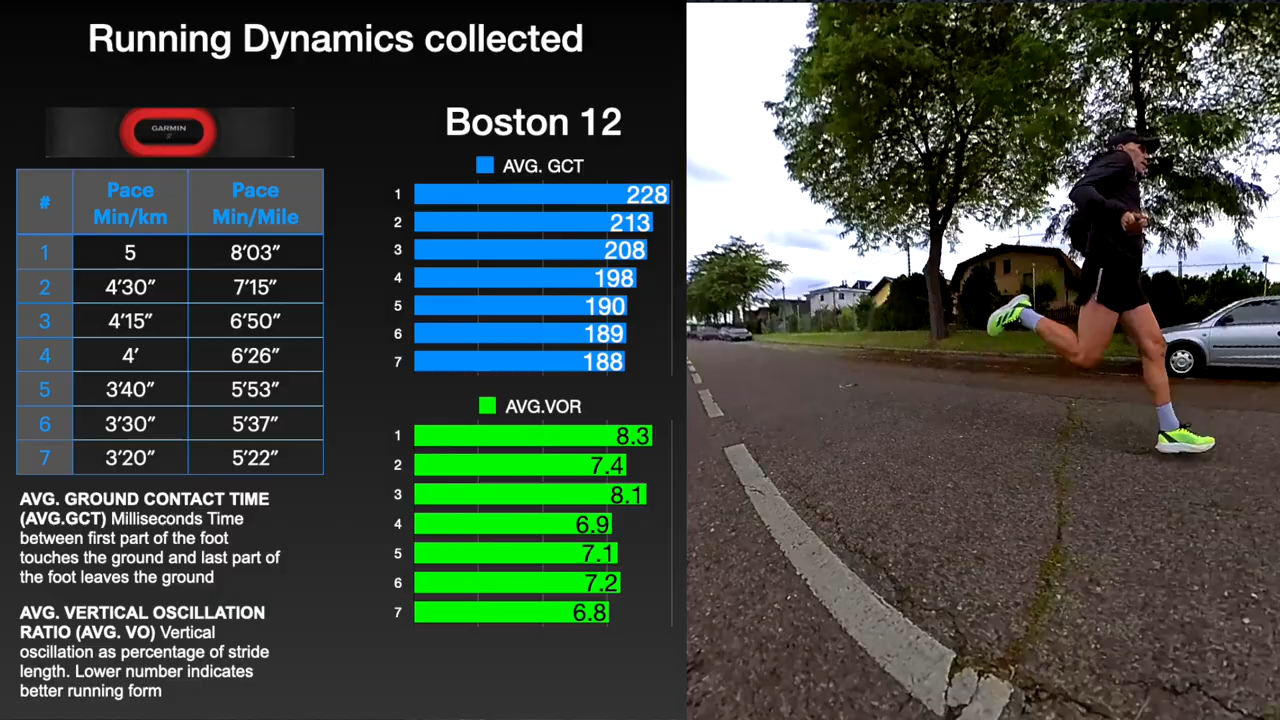 Running Dynamics collected
GARMIN
# Pace Min/km Pace Min/Mile
1 5 8’03”
2 4’30” 7’15”
3 4’15” 6’50”
4 4’ 6’26”
5 3’40” 5’53”
6 3’30” 5’37”
7 3’20” 5’22”
AVG. GROUND CONTACT TIME
(AVG.GCT) Milliseconds Time
between first part of the foot
touches the ground and last part of
the foot leaves the ground
AVG. VERTICAL OSCILLATION
RATIO (AVG. VO) Vertical
oscillation as percentage of stride
length. Lower number indicates
better running form
Boston 12
AVG. GCT
1 228
2 213
3 208
4 198
5 190
6 189
7 188
AVG.VOR
1 8.3
2 7.4
3 8.1
4 6.9
5 7.1
6 7.2
7 6.8